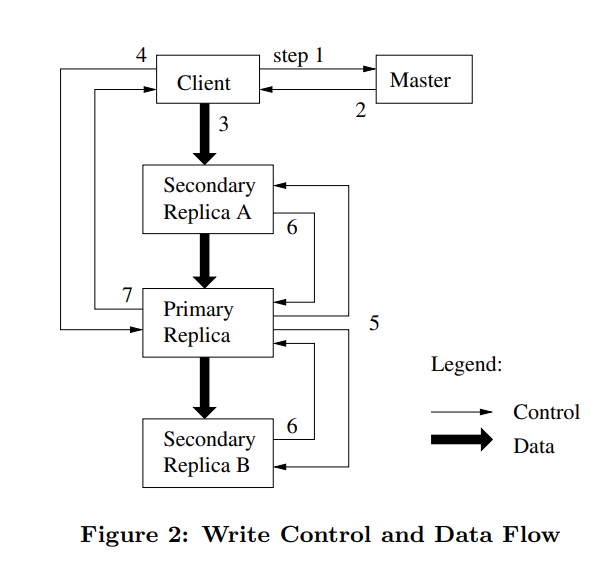 4
step 1
Client
Master
2
3
Secondary
Replica A
6
7
Primary
Replica
5
Legend:
Control
Data
6
Secondary
Replica B
Figure 2: Write Control and Data Flow